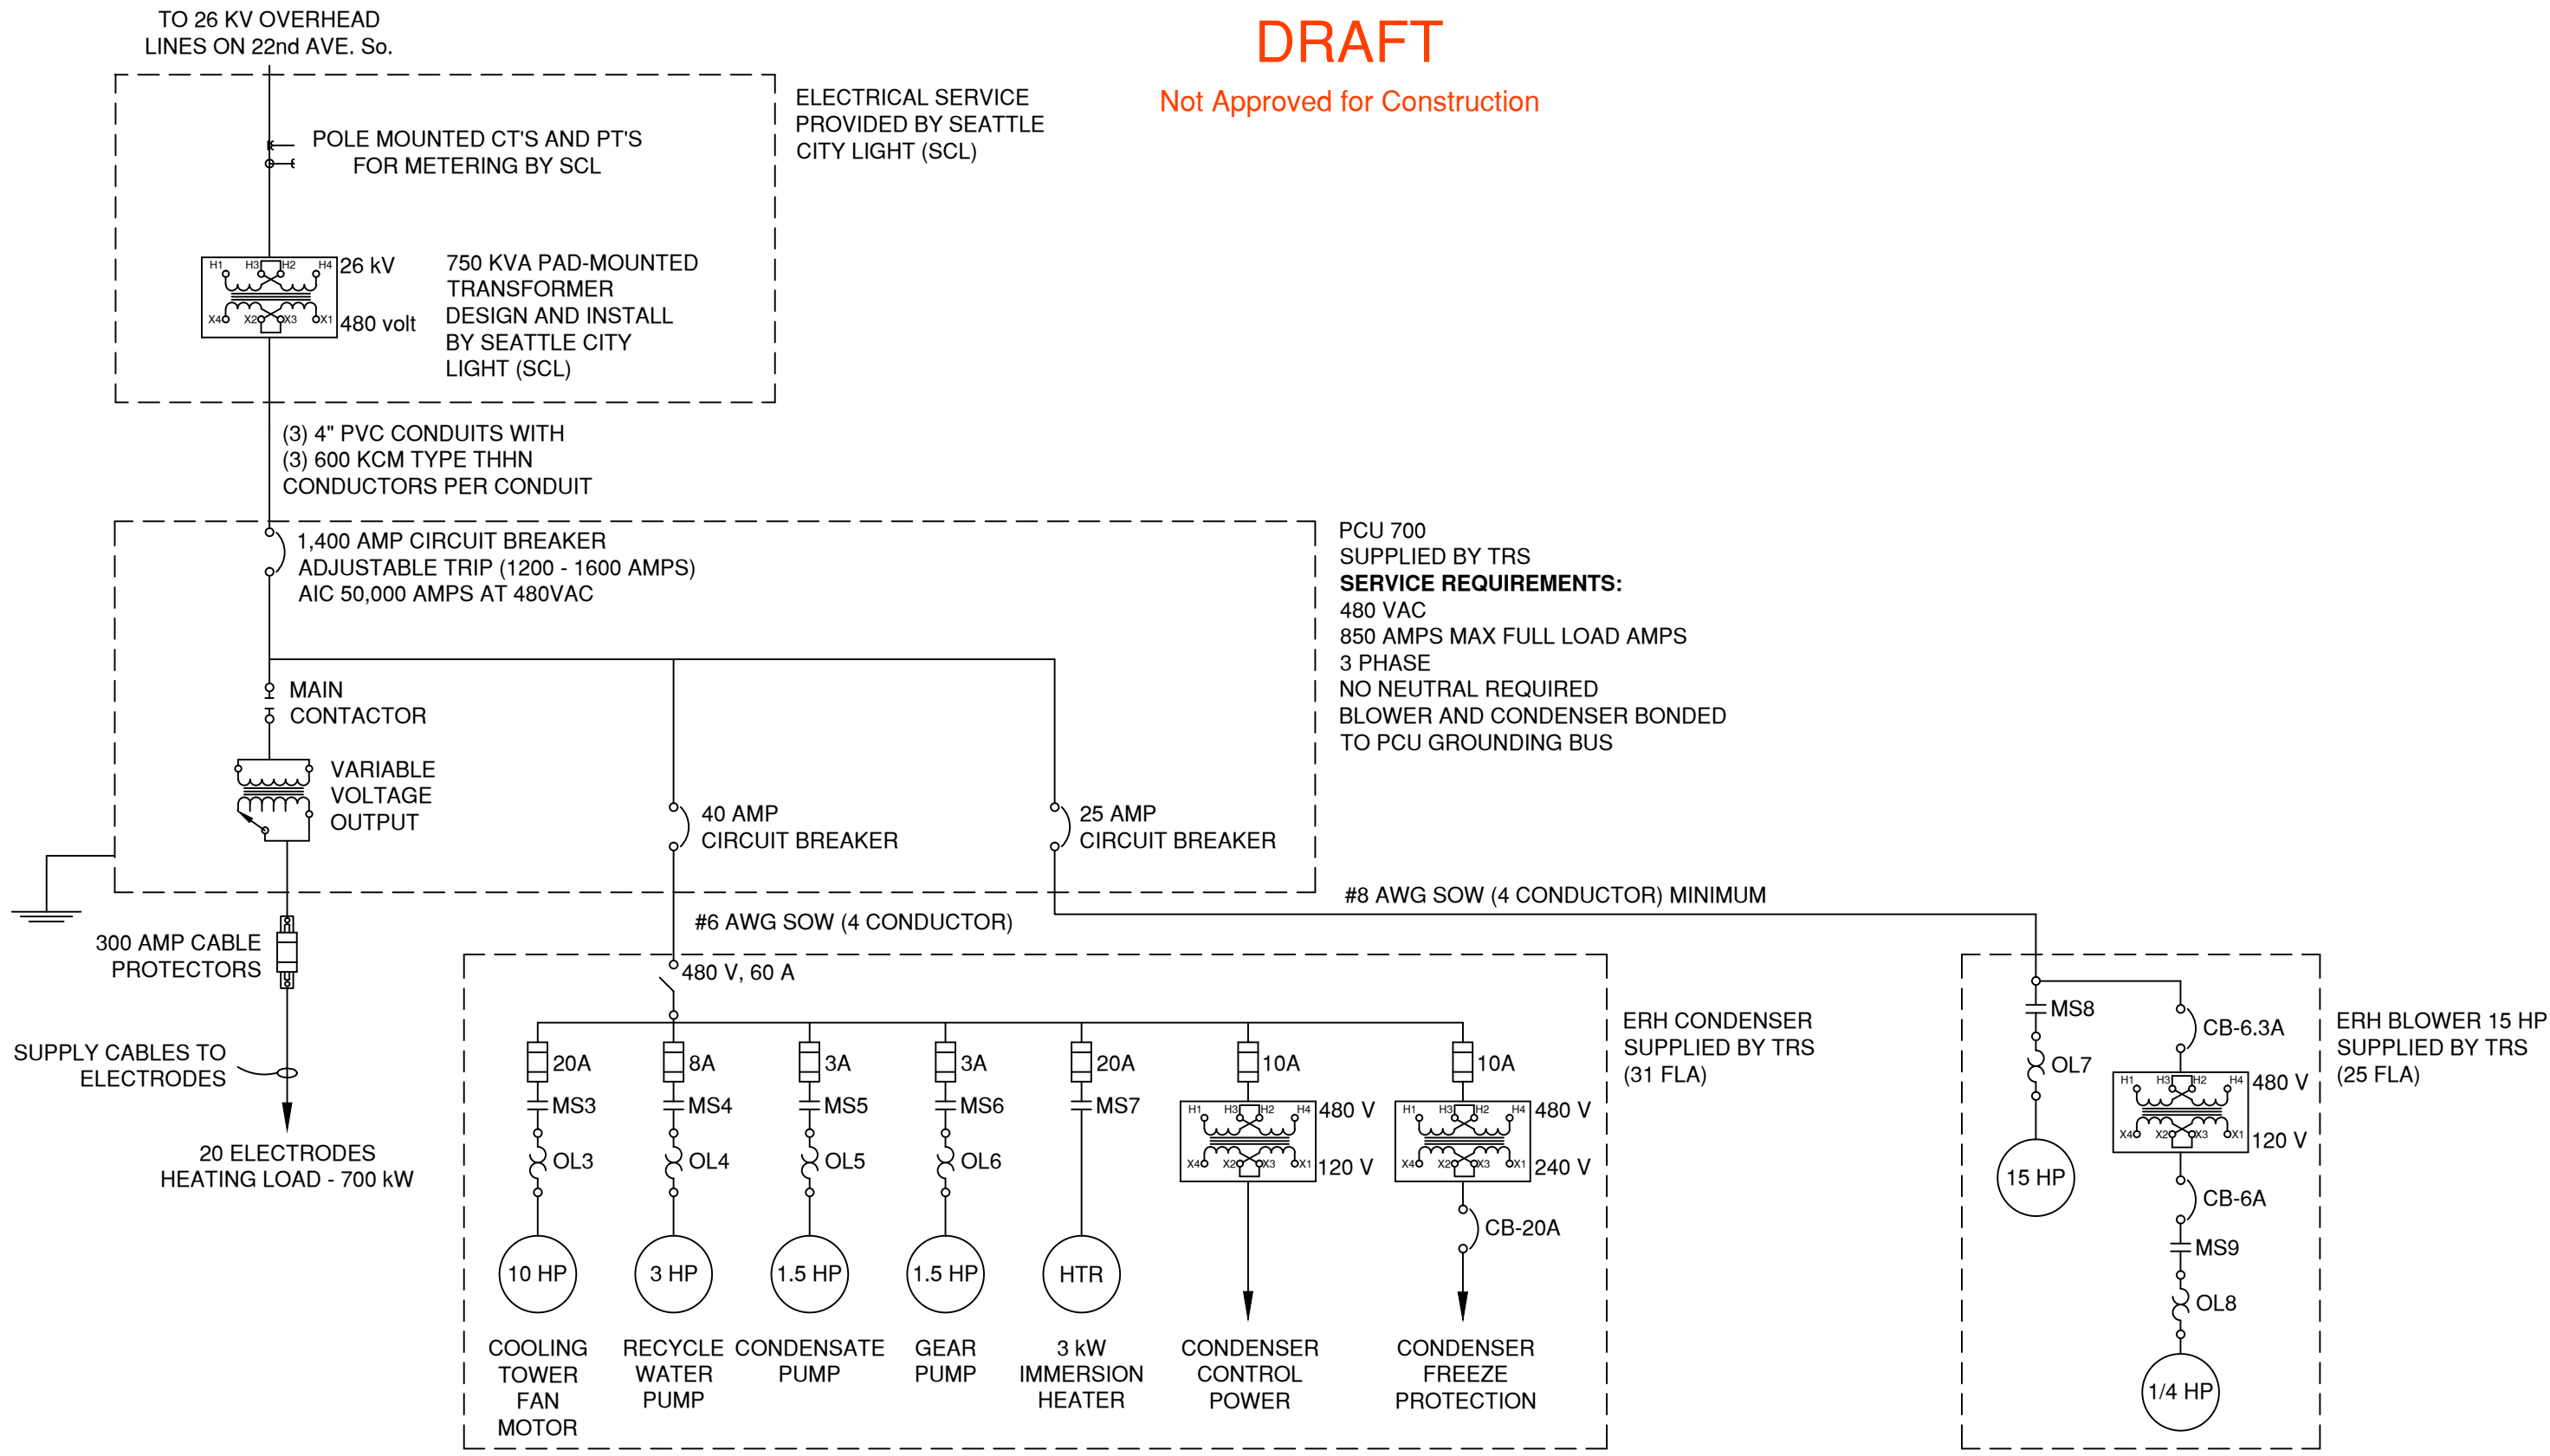 TO 26 KV OVERHEAD
LINES ON 22nd AVE. So.
DRAFT
Not Approved for Construction
ELECTRICAL SERVICE
PROVIDED BY SEATTLE
CITY LIGHT (SCL)
POLE MOUNTED CT'S AND PT'S
FOR METERING BY SCL
H1 H3 H2 H4
X4 X2 X3 X1
26 kV
480 volt
750 KVA PAD-MOUNTED
TRANSFORMER
DESIGN AND INSTALL
BY SEATTLE CITY
LIGHT (SCL)
(3) 4" PVC CONDUITS WITH
(3) 600 KCM TYPE THHN
CONDUCTORS PER CONDUIT
1,400 AMP CIRCUIT BREAKER
ADJUSTABLE TRIP (1200 - 1600 AMPS)
AIC 50,000 AMPS AT 480VAC
PCU 700
SUPPLIED BY TRS
SERVICE REQUIREMENTS:
480 VAC
850 AMPS MAX FULL LOAD AMPS
3 PHASE
NO NEUTRAL REQUIRED
BLOWER AND CONDENSER BONDED
TO PCU GROUNDING BUS
MAIN
CONTACTOR
VARIABLE
VOLTAGE
OUTPUT
40 AMP
CIRCUIT BREAKER
25 AMP
CIRCUIT BREAKER
#8 AWG SOW (4 CONDUCTOR) MINIMUM
#6 AWG SOW (4 CONDUCTOR)
300 AMP CABLE
PROTECTORS
SUPPLY CABLES TO
ELECTRODES
20 ELECTRODES
HEATING LOAD - 700 kW
480 V, 60 A
ERH CONDENSER
SUPPLIED BY TRS
(31 FLA)
20A
MS3
OL3
10 HP
COOLING
TOWER
FAN
MOTOR
8A
MS4
OL4
3 HP
RECYCLE
WATER
PUMP
3A
MS5
OL5
1.5 HP
CONDENSATE
PUMP
3A
MS6
OL6
1.5 HP
GEAR
PUMP
20A
MS7
HTR
3 kW
IMMERSION
HEATER
10A
H1 H3 H2 H4
X4 X2 X3 X1
480 V
120 V
CONDENSER
CONTROL
POWER
10A
H1 H3 H2 H4
X4 X2 X3 X1
480 V
240 V
CB-20A
CONDENSER
FREEZE
PROTECTION
MS8
OL7
15 HP
CB-6.3A
H1 H3 H2 H4
X4 X2 X3 X1
480 V
120 V
CB-6A
MS9
OL8
1/4 HP
ERH BLOWER 15 HP
SUPPLIED BY TRS
(25 FLA)